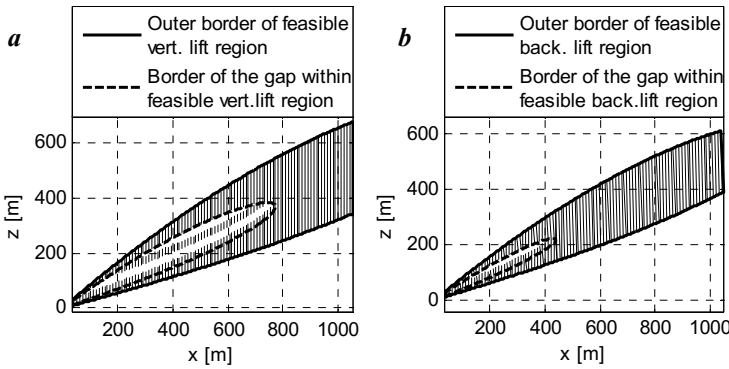 a
Outer border of feasible
vert. lift region
Border of the gap within
feasible vert.lift region
600
400
200
0
z [m]
200 400 600 800 1000
x [m]
b
Outer border of feasible
back. lift region
Border of the gap within
feasible back.lift region
600
400
200
0
z [m]
200 400 600 800 1000
x [m]